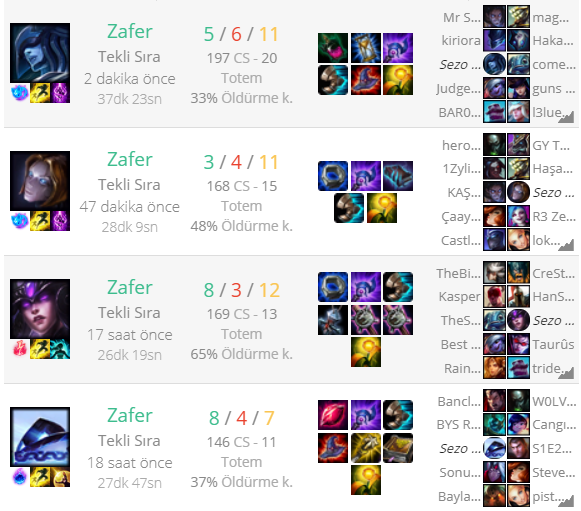 Zafer
Tekli Sıra
2 dakika önce
37dk 23sn
5 / 6 / 11
197 CS - 20
Totem
33% Öldürme k.
Mr S... mag...
kiriora Haka...
Sezo ... come...
Judge... guns ...
BAR0... l3lue...
Zafer
Tekli Sıra
47 dakika önce
28dk 9sn
3 / 4 / 11
168 CS - 15
Totem
48% Öldürme k.
hero... GY T...
1Zyli... Haşa...
KAŞ... Sezo ...
Çaay... R3 Ze...
Castl... lok...
Zafer
Tekli Sıra
17 saat önce
26dk 19sn
8 / 3 / 12
169 CS - 13
Totem
65% Öldürme k.
TheBi... CreSt...
Kasper HanS...
TheS... Sezo ...
Best ... Taurûs
Rain... tride...
Zafer
Tekli Sıra
18 saat önce
27dk 47sn
8 / 4 / 7
146 CS - 11
Totem
37% Öldürme k.
Bancl... W0LV...
BYS R... Cangi...
Sezo ... S1E2...
Sonu... Steve...
Bayla... pist...